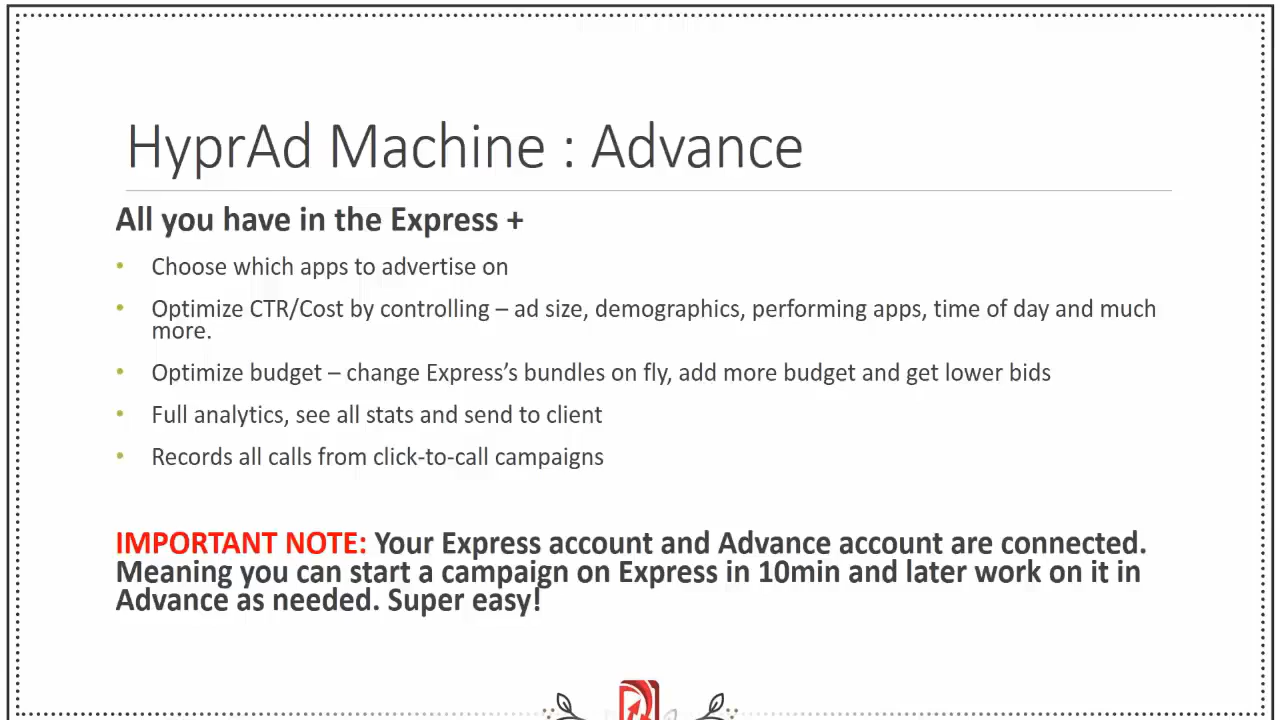 HyprAd Machine : Advance
All you have in the Express +
• Choose which apps to advertise on
• Optimize CTR/Cost by controlling – ad size, demographics, performing apps, time of day and much
more.
• Optimize budget – change Express’s bundles on fly, add more budget and get lower bids
• Full analytics, see all stats and send to client
• Records all calls from click-to-call campaigns
IMPORTANT NOTE: Your Express account and Advance account are connected.
Meaning you can start a campaign on Express in 10min and later work on it in
Advance as needed. Super easy!